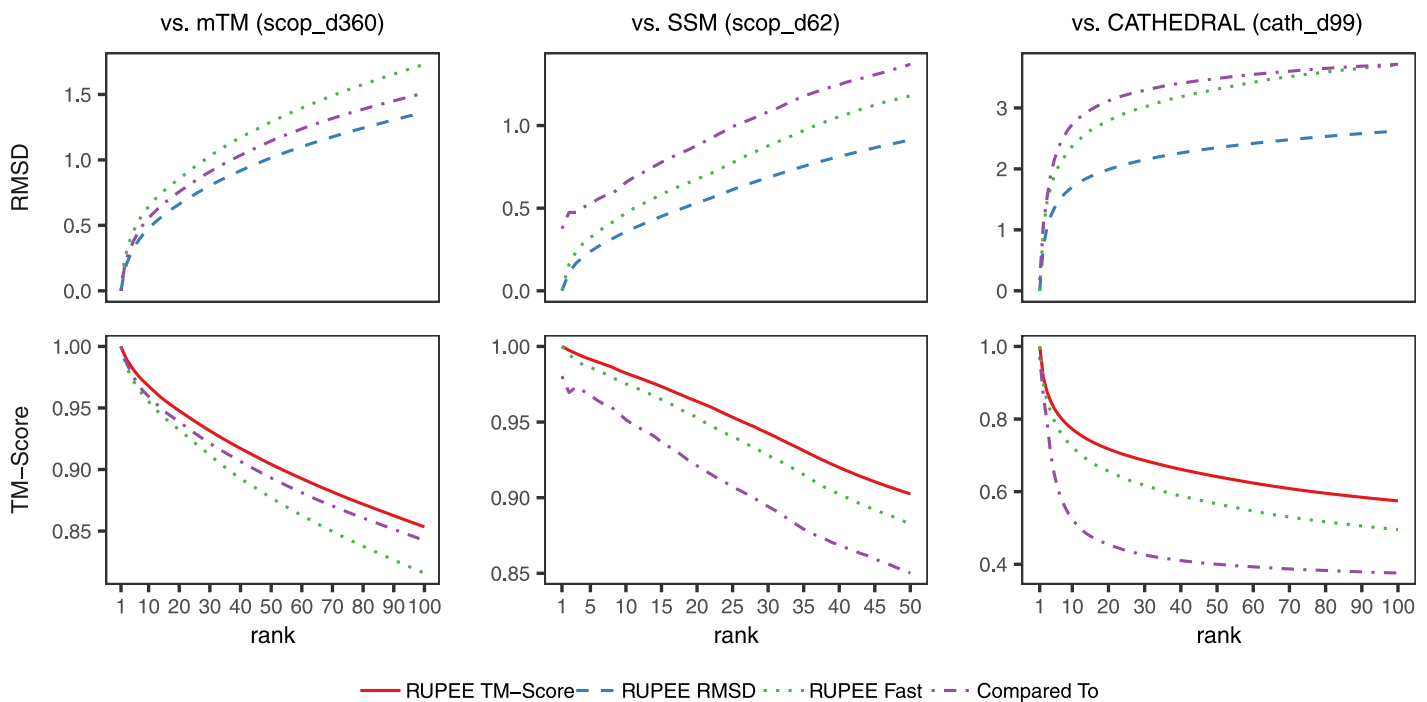 vs. mTM (scop_d360) vs. SSM (scop_d62) vs. CATHEDRAL (cath_d99)
RMSD
1.5
1.0
0.5
0.0
1.0
0.5
0.0
3
2
1
0
TM−Score
1.00
0.95
0.90
0.85
1.00
0.95
0.90
0.85
1.0
0.8
0.6
0.4
1 10 20 30 40 50 60 70 80 90 100
1 5 10 15 20 25 30 35 40 45 50
1 10 20 30 40 50 60 70 80 90 100
rank rank rank
RUPEE TM−Score RUPEE RMSD RUPEE Fast Compared To